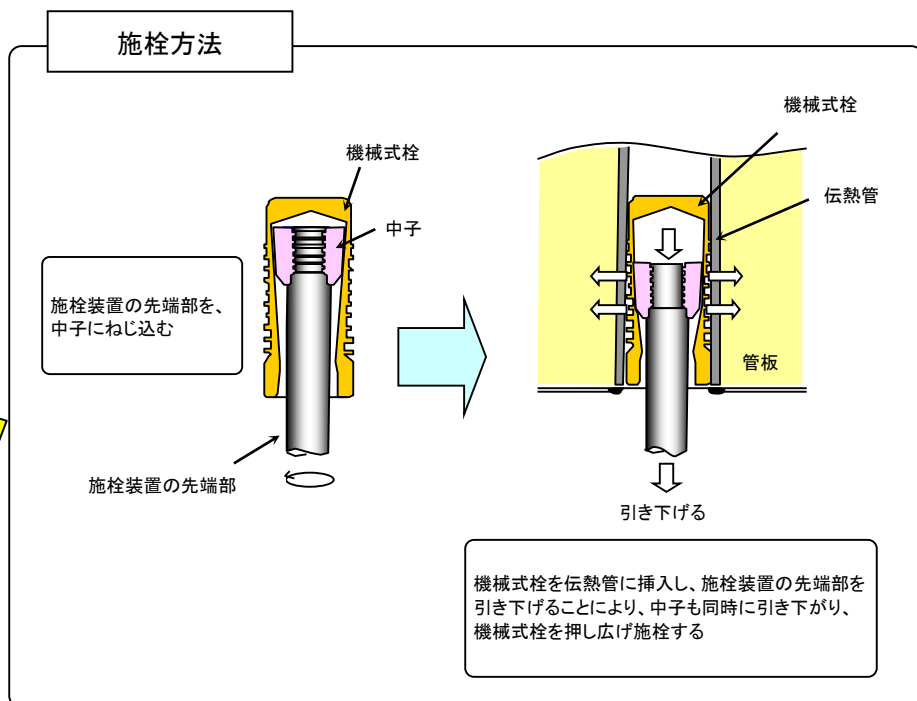 施栓方法
機械式栓
中子
施栓装置の先端部を、
中子にねじ込む
施栓装置の先端部
機械式栓
伝熱管
管板
引き下げる
機械式栓を伝熱管に挿入し、施栓装置の先端部を
引き下げることにより、中子も同時に引き下がり、
機械式栓を押し広げ施栓する